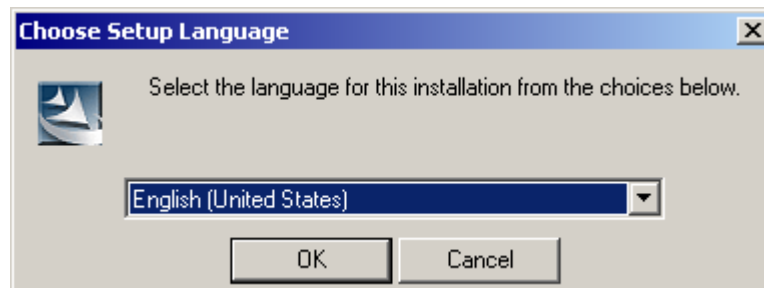 Choose Setup Language
Select the language for this installation from the choices below.
English (United States)
OK Cancel